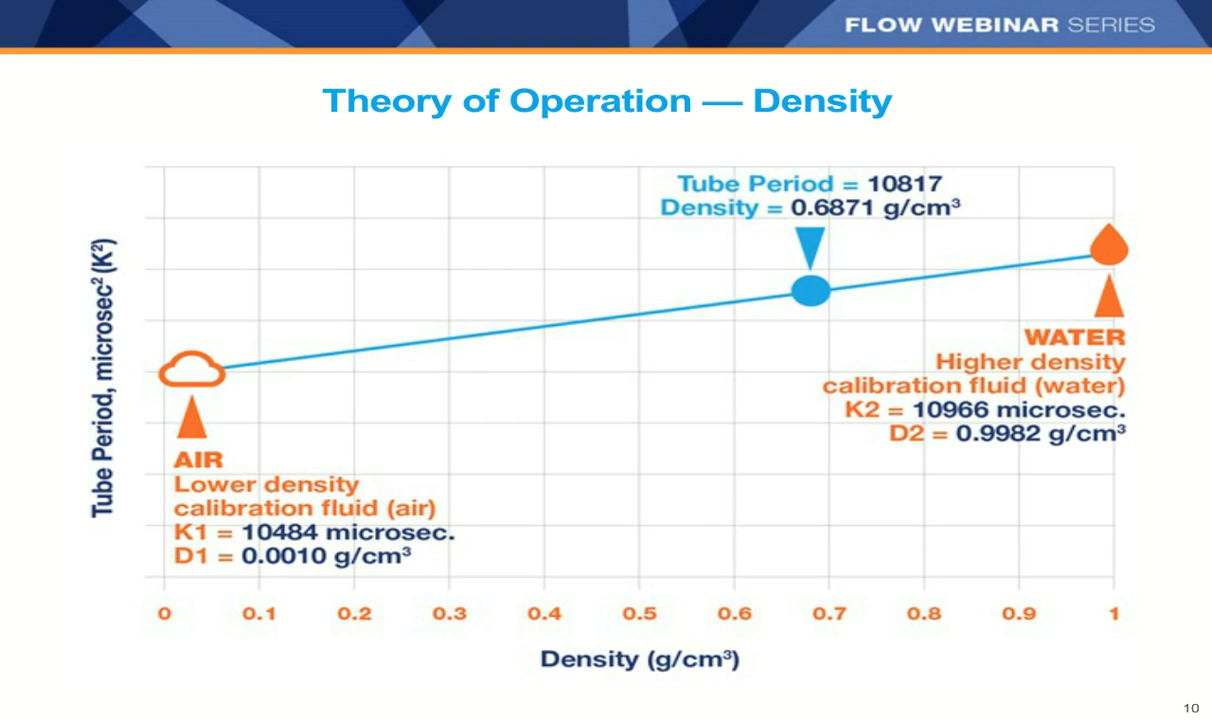 FLOW WEBINAR SERIES
Theory of Operation — Density
Tube Period = 10817
Density = 0.6871 g/cm³
Tube Period, microsec² (K²)
WATER
Higher density
calibration fluid (water)
K2 = 10966 microsec.
D2 = 0.9982 g/cm³
AIR
Lower density
calibration fluid (air)
K1 = 10484 microsec.
D1 = 0.0010 g/cm³
0 0.1 0.2 0.3 0.4 0.5 0.6 0.7 0.8 0.9 1
Density (g/cm³)
10